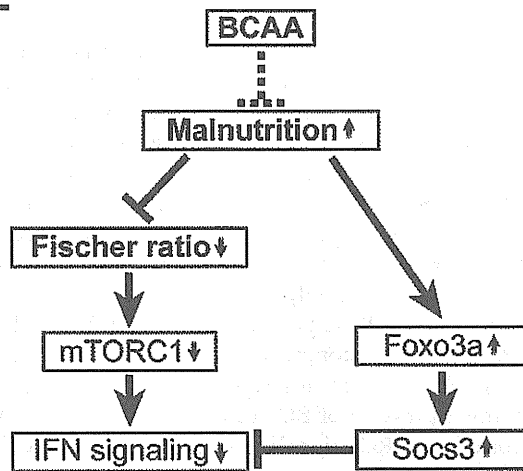 BCAA
Malnutrition↑
Fischer ratio↓
mTORC1↓
Foxo3a↑
IFN signaling↓
Socs3↑